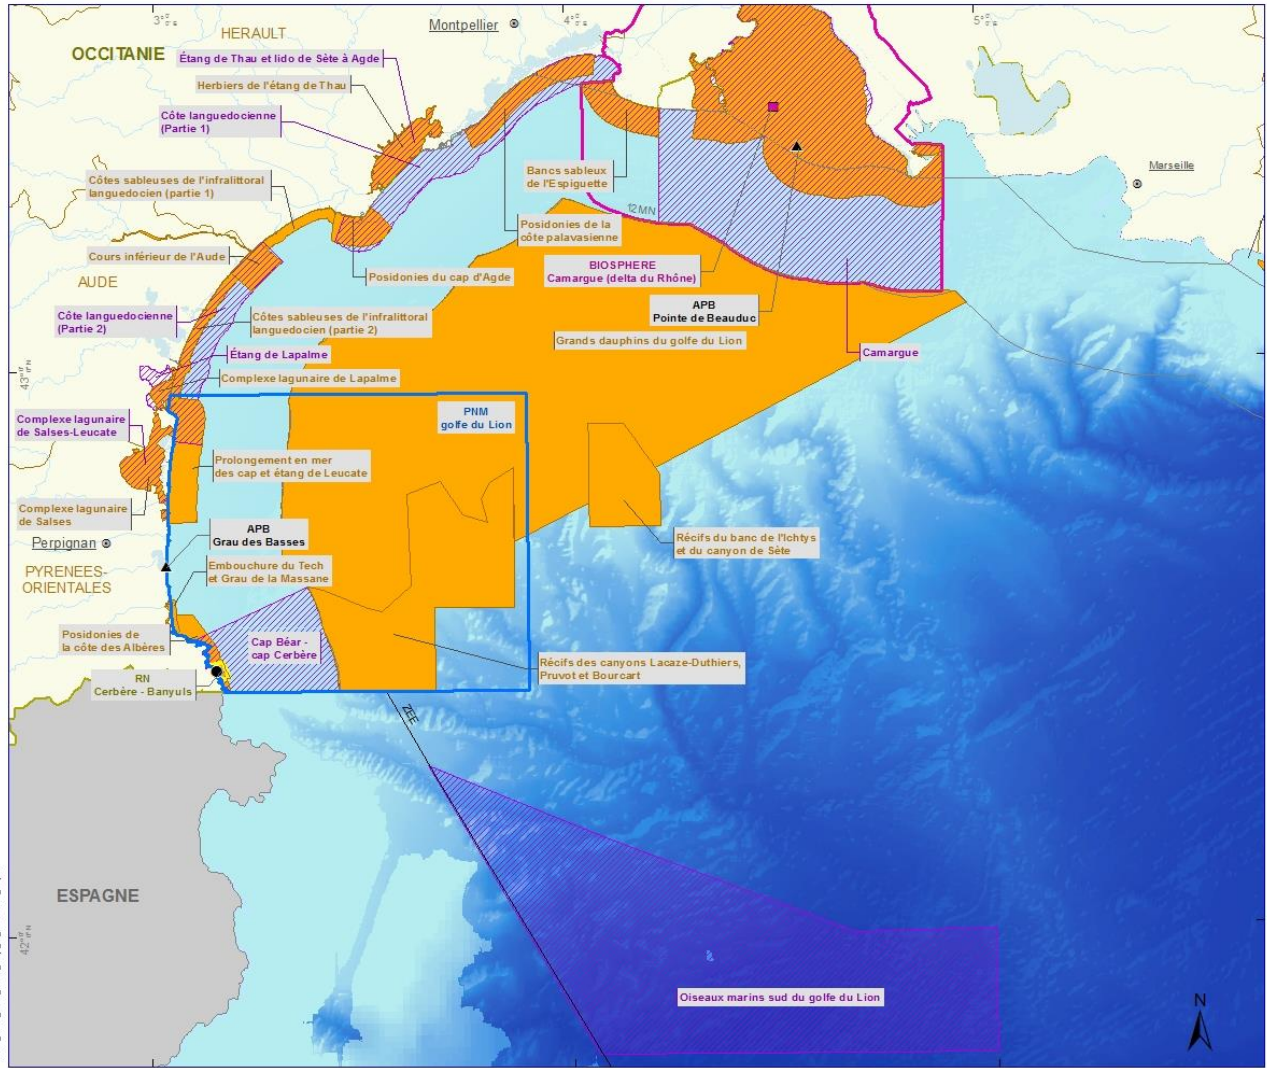 3°
4°
5°
HERAULT
Montpellier
OCCITANIE
Étang de Thau et lido de Sète à Agde
Herbiers de l'étang de Thau
Côte languedocienne
(Partie 1)
Bancs sableux
de l'Espiguette
Marseille
Côtes sableuses de l'infralittoral
languedocien (partie 1)
12MN
Posidonies de la
côte palavasienne
Cours inférieur de l'Aude
BIOSPHERE
Camargue (delta du Rhône)
Posidonies du cap d'Agde
AUDE
APB
Pointe de Beauduc
Côte languedocienne
(Partie 2)
Côtes sableuses de l'infralittoral
languedocien (partie 2)
Grands dauphins du golfe du Lion
Étang de Lapalme
Camargue
43°
Complexe lagunaire de Lapalme
Complexe lagunaire
de Salses-Leucate
PNM
golfe du Lion
Prolongement en mer
des cap et étang de Leucate
Complexe lagunaire
de Salses
APB
Grau des Basses
Récifs du banc de l'Ichtys
et du canyon de Sète
Perpignan
PYRENEES-
ORIENTALES
Embouchure du Tech
et Grau de la Massane
Posidonies de
la côte des Albères
Cap Béar -
cap Cerbère
Récifs des canyons Lacaze-Duthiers,
Pruvot et Bourcart
RN
Cerbère - Banyuls
ZEE
ESPAGNE
42°
Oiseaux marins sud du golfe du Lion
N